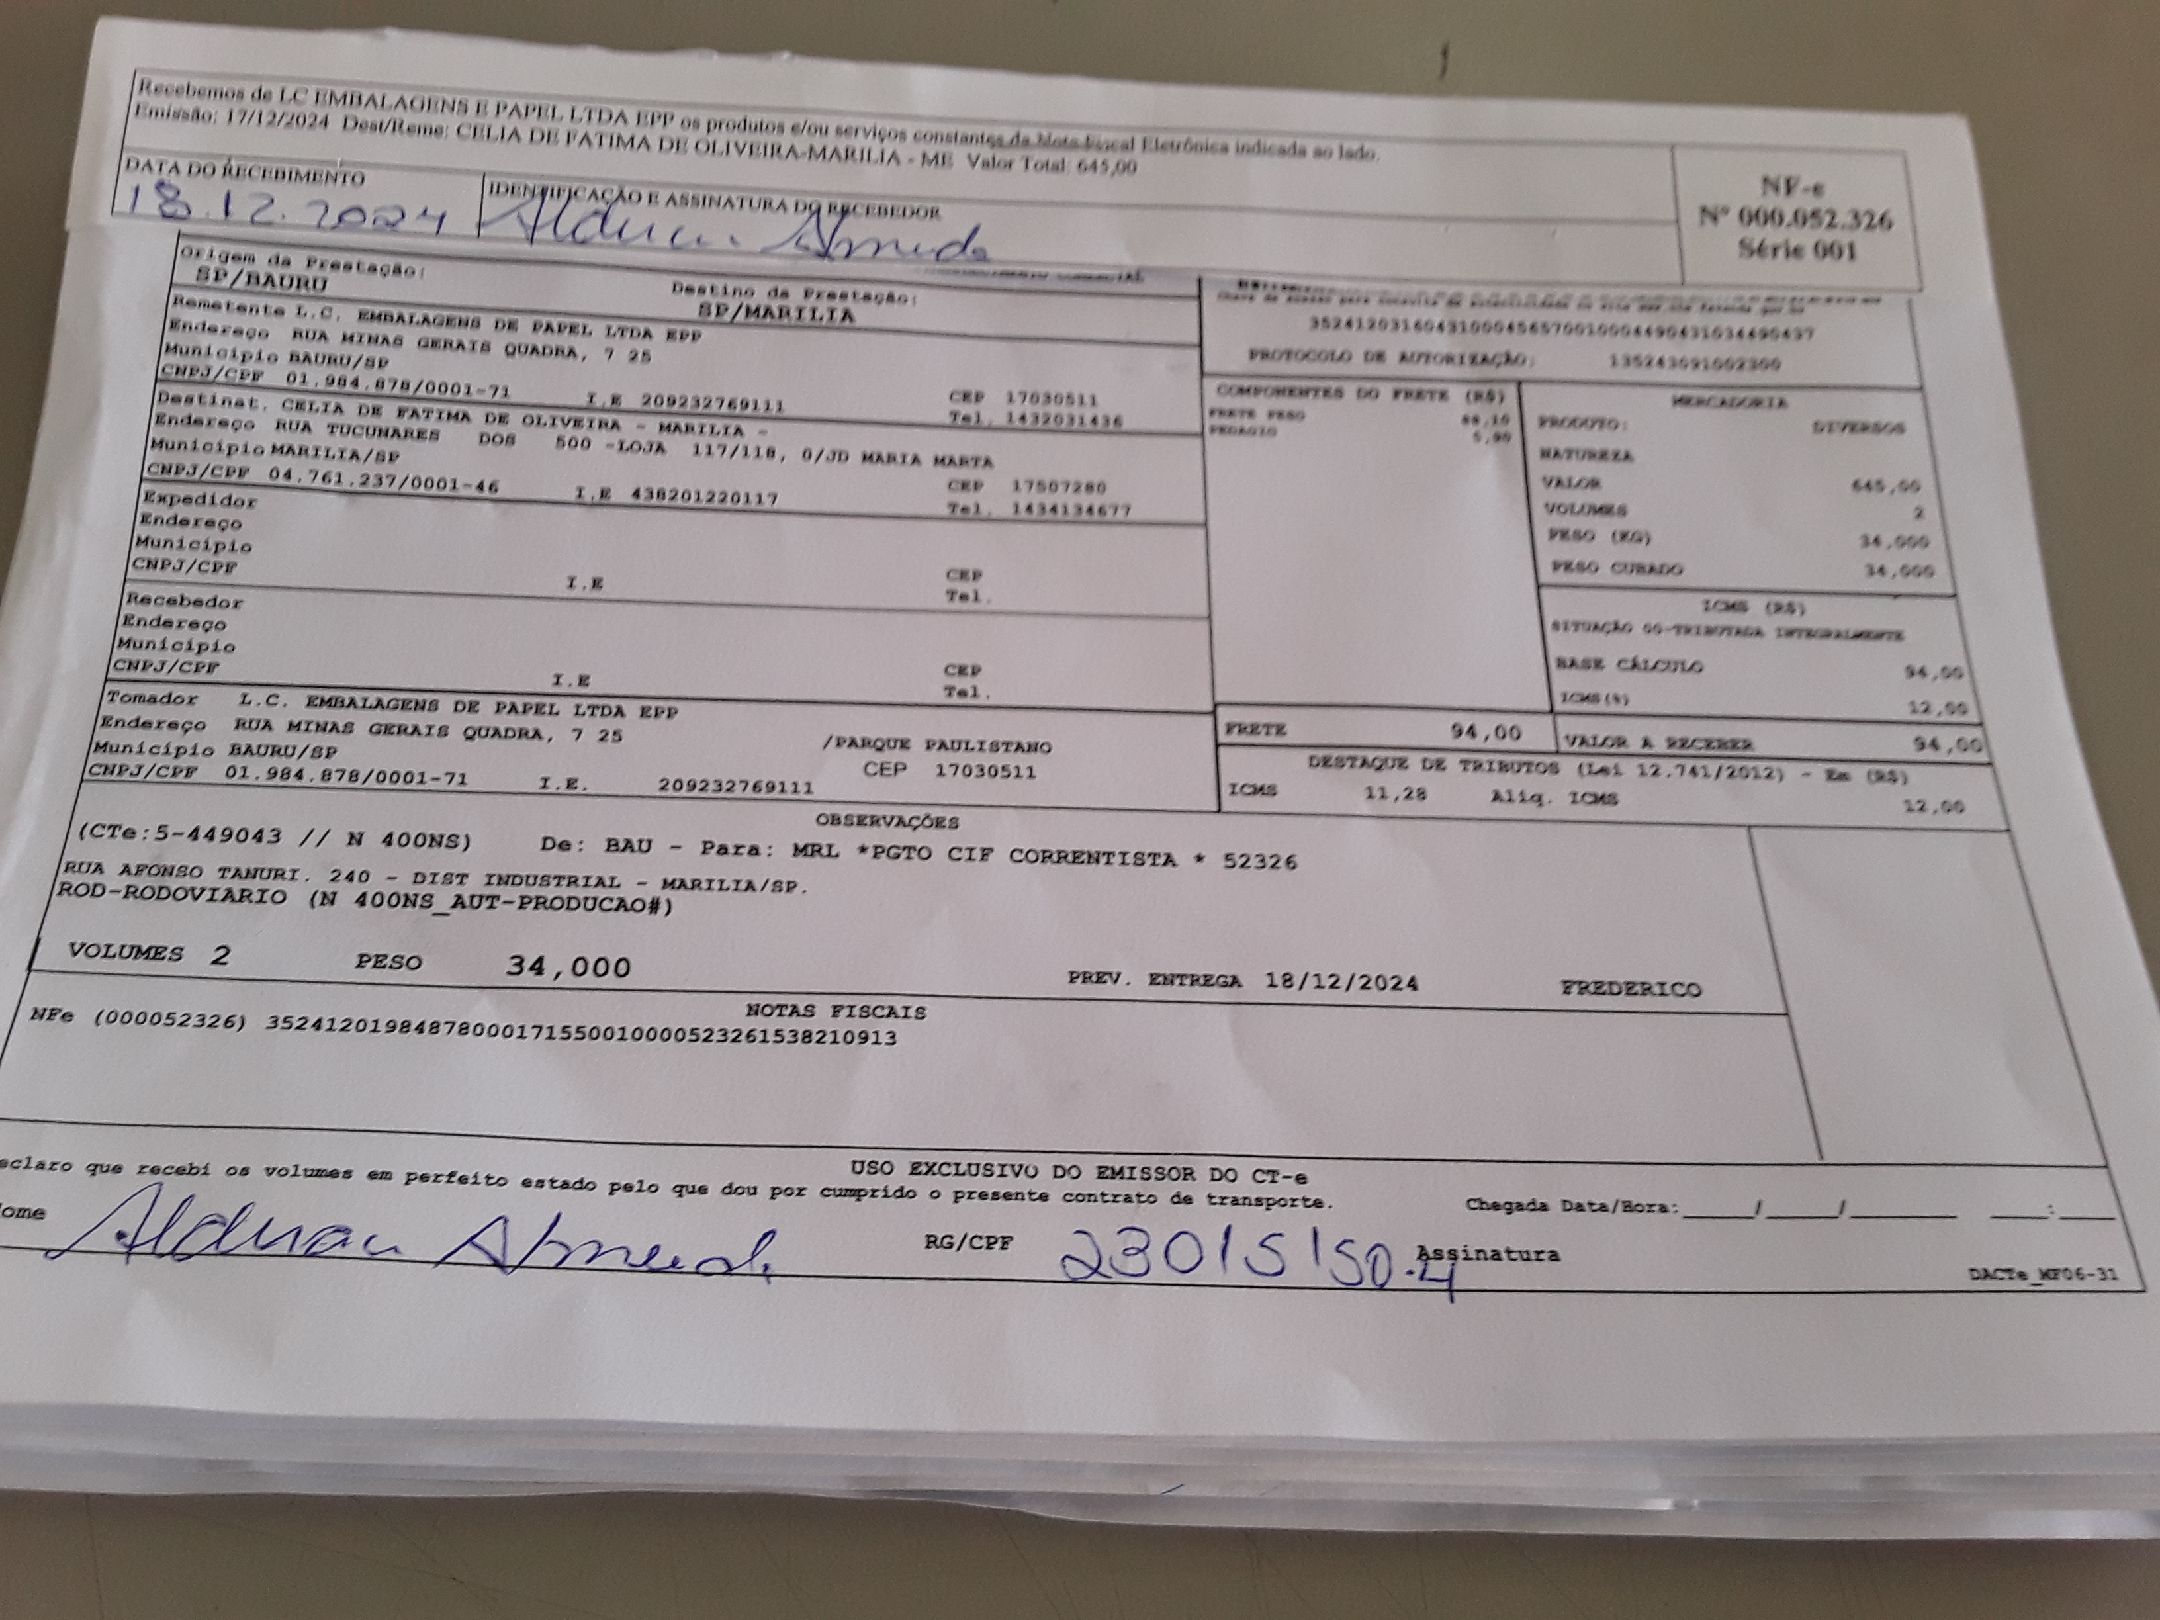 Recebemos de LC EMBALAGENS E PAPEL LTDA EPP os produtos e/ou serviços constantes da Nota Fiscal Eletrônica indicada ao lado.
Emissão: 17/12/2024 Dest/Reme: CELIA DE FATIMA DE OLIVEIRA-MARILIA - ME Valor Total: 645,00
DATA DO RECEBIMENTO
18.12.2024
IDENTIFICAÇÃO E ASSINATURA DO RECEBEDOR
NF-e
Nº 000.052.326
Série 001
Origem da Prestação:
SP/BAURU
Destino da Prestação:
SP/MARILIA
Remetente L.C. EMBALAGENS DE PAPEL LTDA EPP
Endereço RUA MINAS GERAIS QUADRA, 7 25
Município BAURU/SP CEP 17030511
CNPJ/CPF 01.984.878/0001-71 I.E 209232769111 Tel. 1432031436
Destinat. CELIA DE FATIMA DE OLIVEIRA - MARILIA -
Endereço RUA TUCUNARES DOS 500 -LOJA 117/118, 0/JD MARIA MARTA
Município MARILIA/SP CEP 17507280
CNPJ/CPF 04.761.237/0001-46 I.E 438201220117 Tel. 1434134677
Expedidor
Endereço
Município CEP
CNPJ/CPF I.E Tel.
Recebedor
Endereço
Município CEP
CNPJ/CPF I.E Tel.
Tomador L.C. EMBALAGENS DE PAPEL LTDA EPP
Endereço RUA MINAS GERAIS QUADRA, 7 25 /PARQUE PAULISTANO
Município BAURU/SP CEP 17030511
CNPJ/CPF 01.984.878/0001-71 I.E. 209232769111
PROTOCOLO DE AUTORIZAÇÃO: 135243091002300
COMPONENTES DO FRETE (R$)
FRETE PESO 88,10
PEDAGIO 5,90
MERCADORIA
PRODUTO: DIVERSOS
NATUREZA
VALOR 645,00
VOLUMES 2
PESO (KG) 34,000
PESO CUBADO 34,000
ICMS (R$)
SITUAÇÃO 00-TRIBUTADA INTEGRALMENTE
BASE CÁLCULO 94,00
ICMS(%) 12,00
FRETE 94,00
VALOR A RECEBER 94,00
DESTAQUE DE TRIBUTOS (Lei 12.741/2012) - Em (R$)
ICMS 11,28 Aliq. ICMS 12,00
OBSERVAÇÕES
(CTe:5-449043 // N 400NS) De: BAU - Para: MRL *PGTO CIF CORRENTISTA * 52326
RUA AFONSO TANURI. 240 - DIST INDUSTRIAL - MARILIA/SP.
ROD-RODOVIARIO (N 400NS_AUT-PRODUCAO#)
VOLUMES 2 PESO 34,000 PREV. ENTREGA 18/12/2024 FREDERICO
NOTAS FISCAIS
NFe (000052326) 35241201984878000171550010000523261538210913
USO EXCLUSIVO DO EMISSOR DO CT-e
eclaro que recebi os volumes em perfeito estado pelo que dou por cumprido o presente contrato de transporte.
Chegada Data/Hora:____/____/______ ___:___
ome
RG/CPF 23015150.4 Assinatura
DACTe_MF06-31